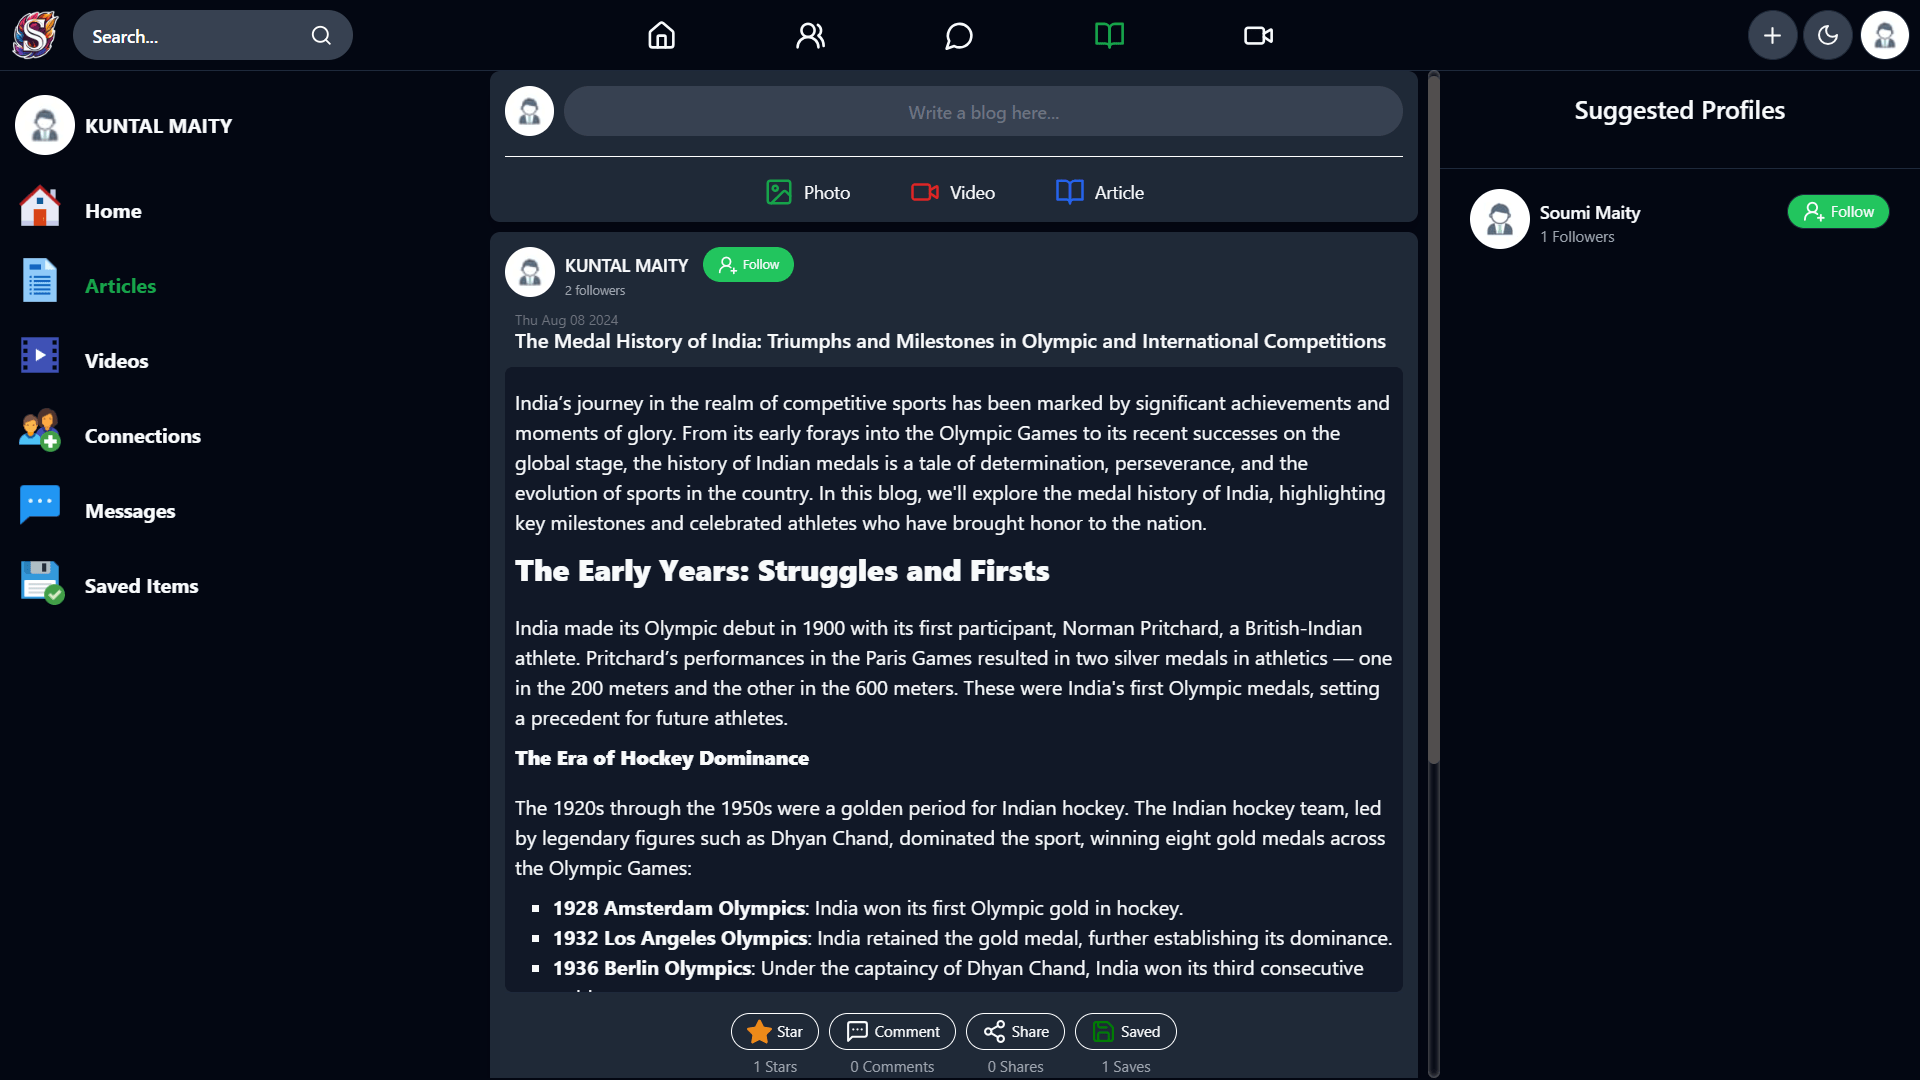 S
Search...
KUNTAL MAITY
Home
Articles
Videos
Connections
Messages
Saved Items
Write a blog here...
Photo
Video
Article
KUNTAL MAITY
Follow
2 followers
Thu Aug 08 2024
The Medal History of India: Triumphs and Milestones in Olympic and International Competitions
India’s journey in the realm of competitive sports has been marked by significant achievements and
moments of glory. From its early forays into the Olympic Games to its recent successes on the
global stage, the history of Indian medals is a tale of determination, perseverance, and the
evolution of sports in the country. In this blog, we'll explore the medal history of India, highlighting
key milestones and celebrated athletes who have brought honor to the nation.
The Early Years: Struggles and Firsts
India made its Olympic debut in 1900 with its first participant, Norman Pritchard, a British-Indian
athlete. Pritchard’s performances in the Paris Games resulted in two silver medals in athletics — one
in the 200 meters and the other in the 600 meters. These were India's first Olympic medals, setting
a precedent for future athletes.
The Era of Hockey Dominance
The 1920s through the 1950s were a golden period for Indian hockey. The Indian hockey team, led
by legendary figures such as Dhyan Chand, dominated the sport, winning eight gold medals across
the Olympic Games:
1928 Amsterdam Olympics: India won its first Olympic gold in hockey.
1932 Los Angeles Olympics: India retained the gold medal, further establishing its dominance.
1936 Berlin Olympics: Under the captaincy of Dhyan Chand, India won its third consecutive
Star
Comment
Share
Saved
1 Stars
0 Comments
0 Shares
1 Saves
Suggested Profiles
Soumi Maity
1 Followers
Follow